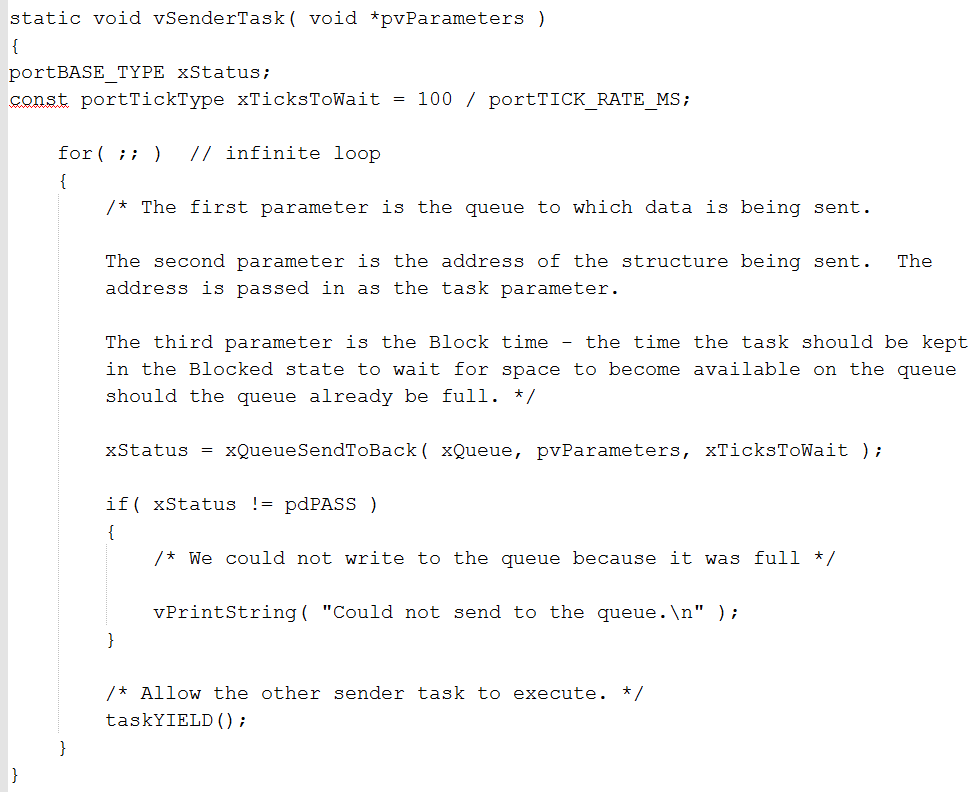 static void vSenderTask( void *pvParameters )
{
portBASE_TYPE xStatus;
const portTickType xTicksToWait = 100 / portTICK_RATE_MS;
for( ;; )  // infinite loop
{
/* The first parameter is the queue to which data is being sent.
The second parameter is the address of the structure being sent.  The
address is passed in as the task parameter.
The third parameter is the Block time – the time the task should be kept
in the Blocked state to wait for space to become available on the queue
should the queue already be full. */
xStatus = xQueueSendToBack( xQueue, pvParameters, xTicksToWait );
if( xStatus != pdPASS )
{
/* We could not write to the queue because it was full */
vPrintString( "Could not send to the queue.\n" );
}
/* Allow the other sender task to execute. */
taskYIELD();
}
}